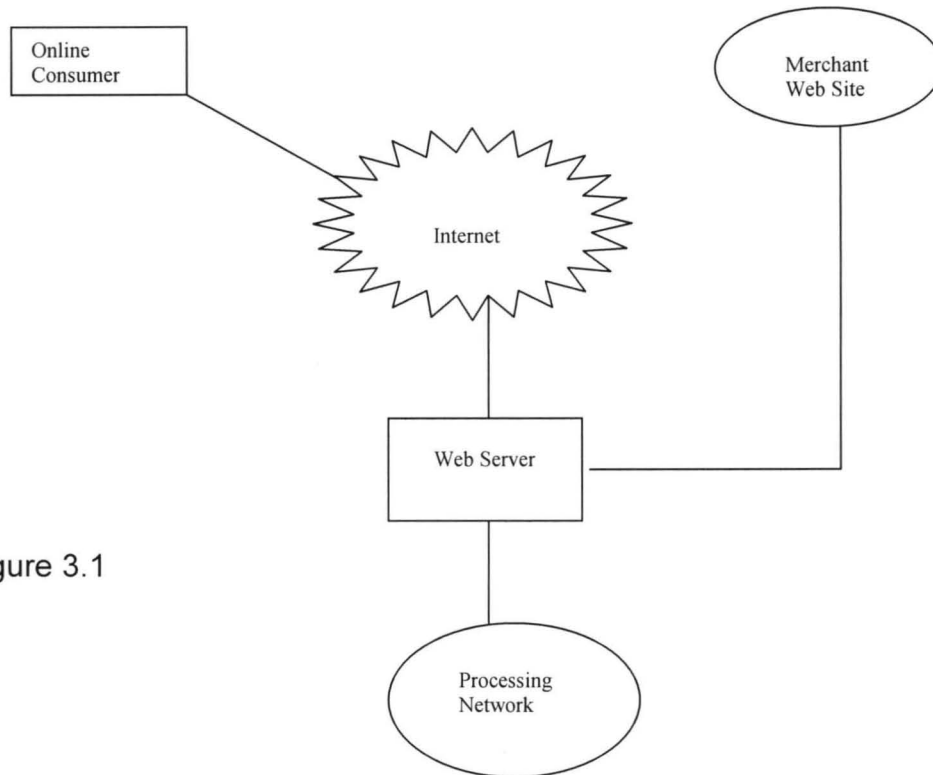 Online
Consumer
Merchant
Web Site
Internet
Web Server
gure 3.1
Processing
Network